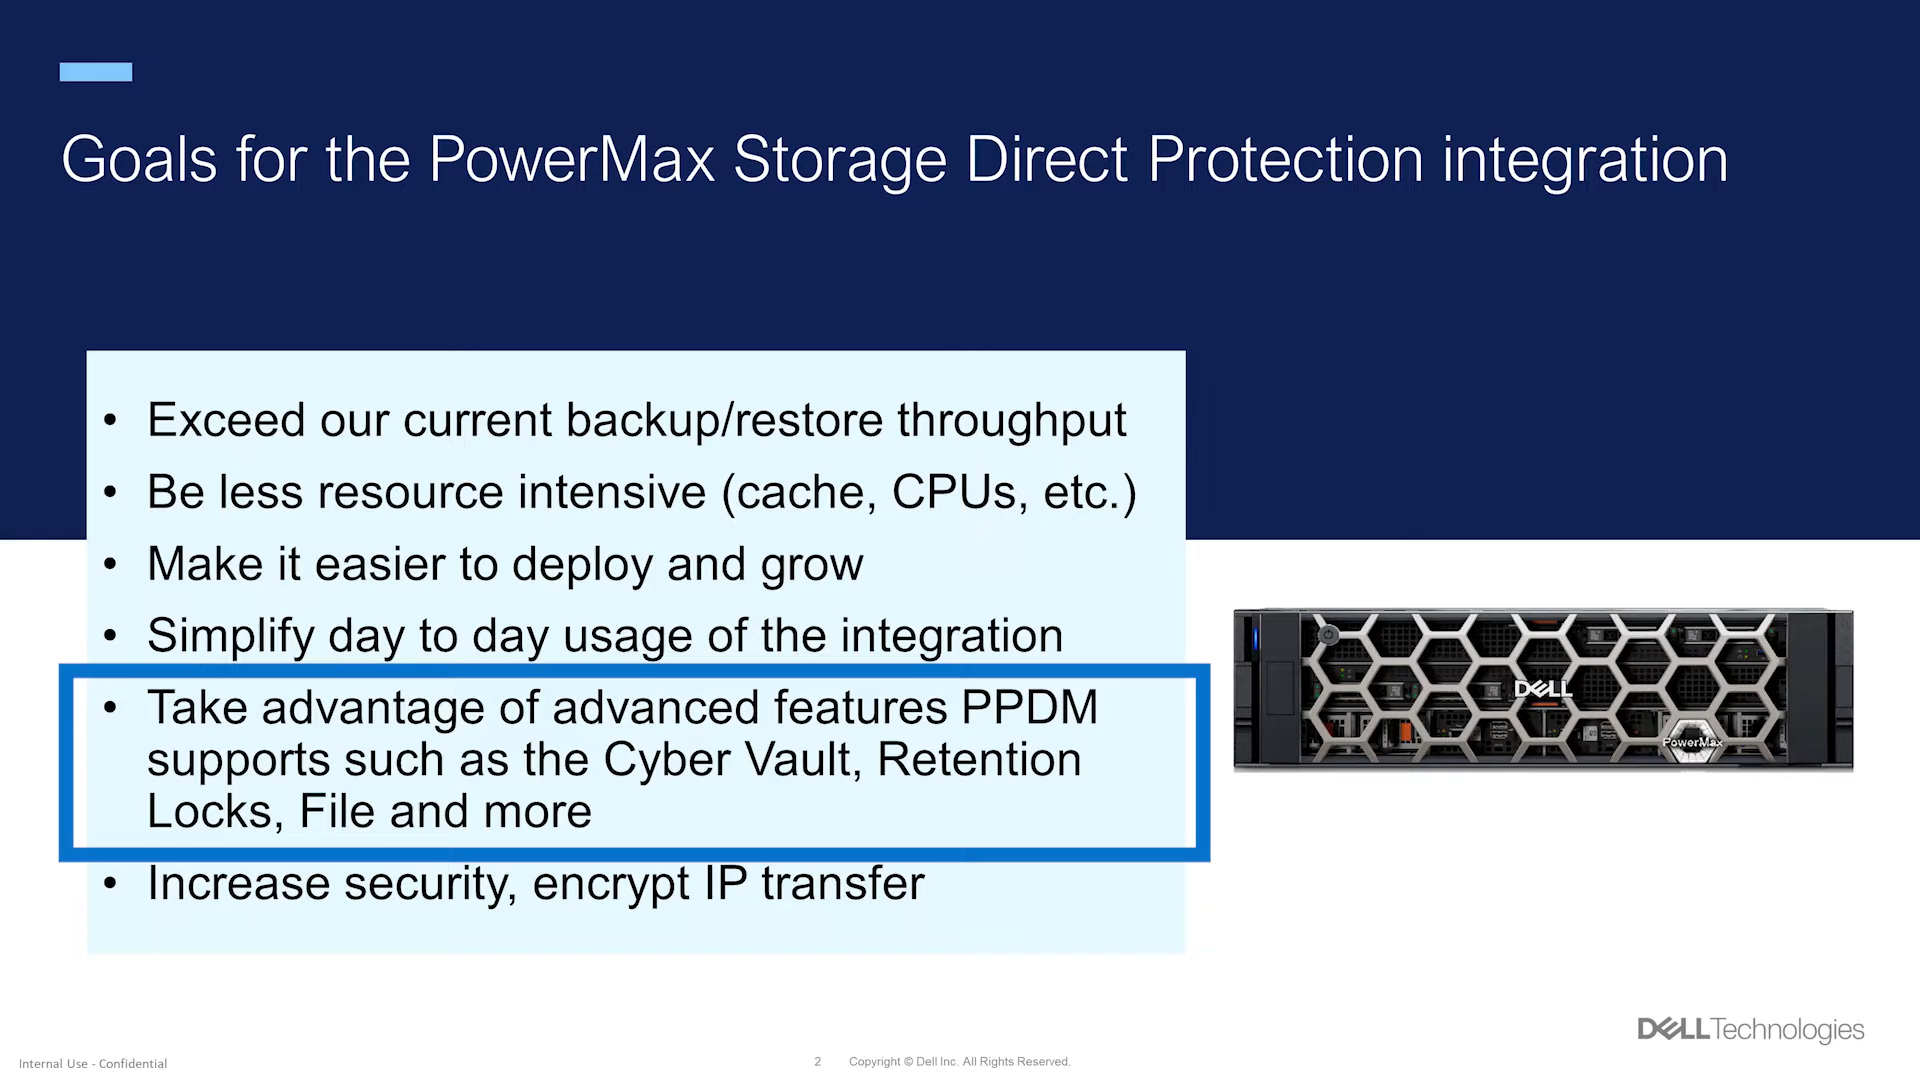 Goals for the PowerMax Storage Direct Protection integration
• Exceed our current backup/restore throughput
• Be less resource intensive (cache, CPUs, etc.)
• Make it easier to deploy and grow
• Simplify day to day usage of the integration
• Take advantage of advanced features PPDM
supports such as the Cyber Vault, Retention
Locks, File and more
• Increase security, encrypt IP transfer
DELL
PowerMax
DELLTechnologies
Internal Use - Confidential
2 Copyright © Dell Inc. All Rights Reserved.